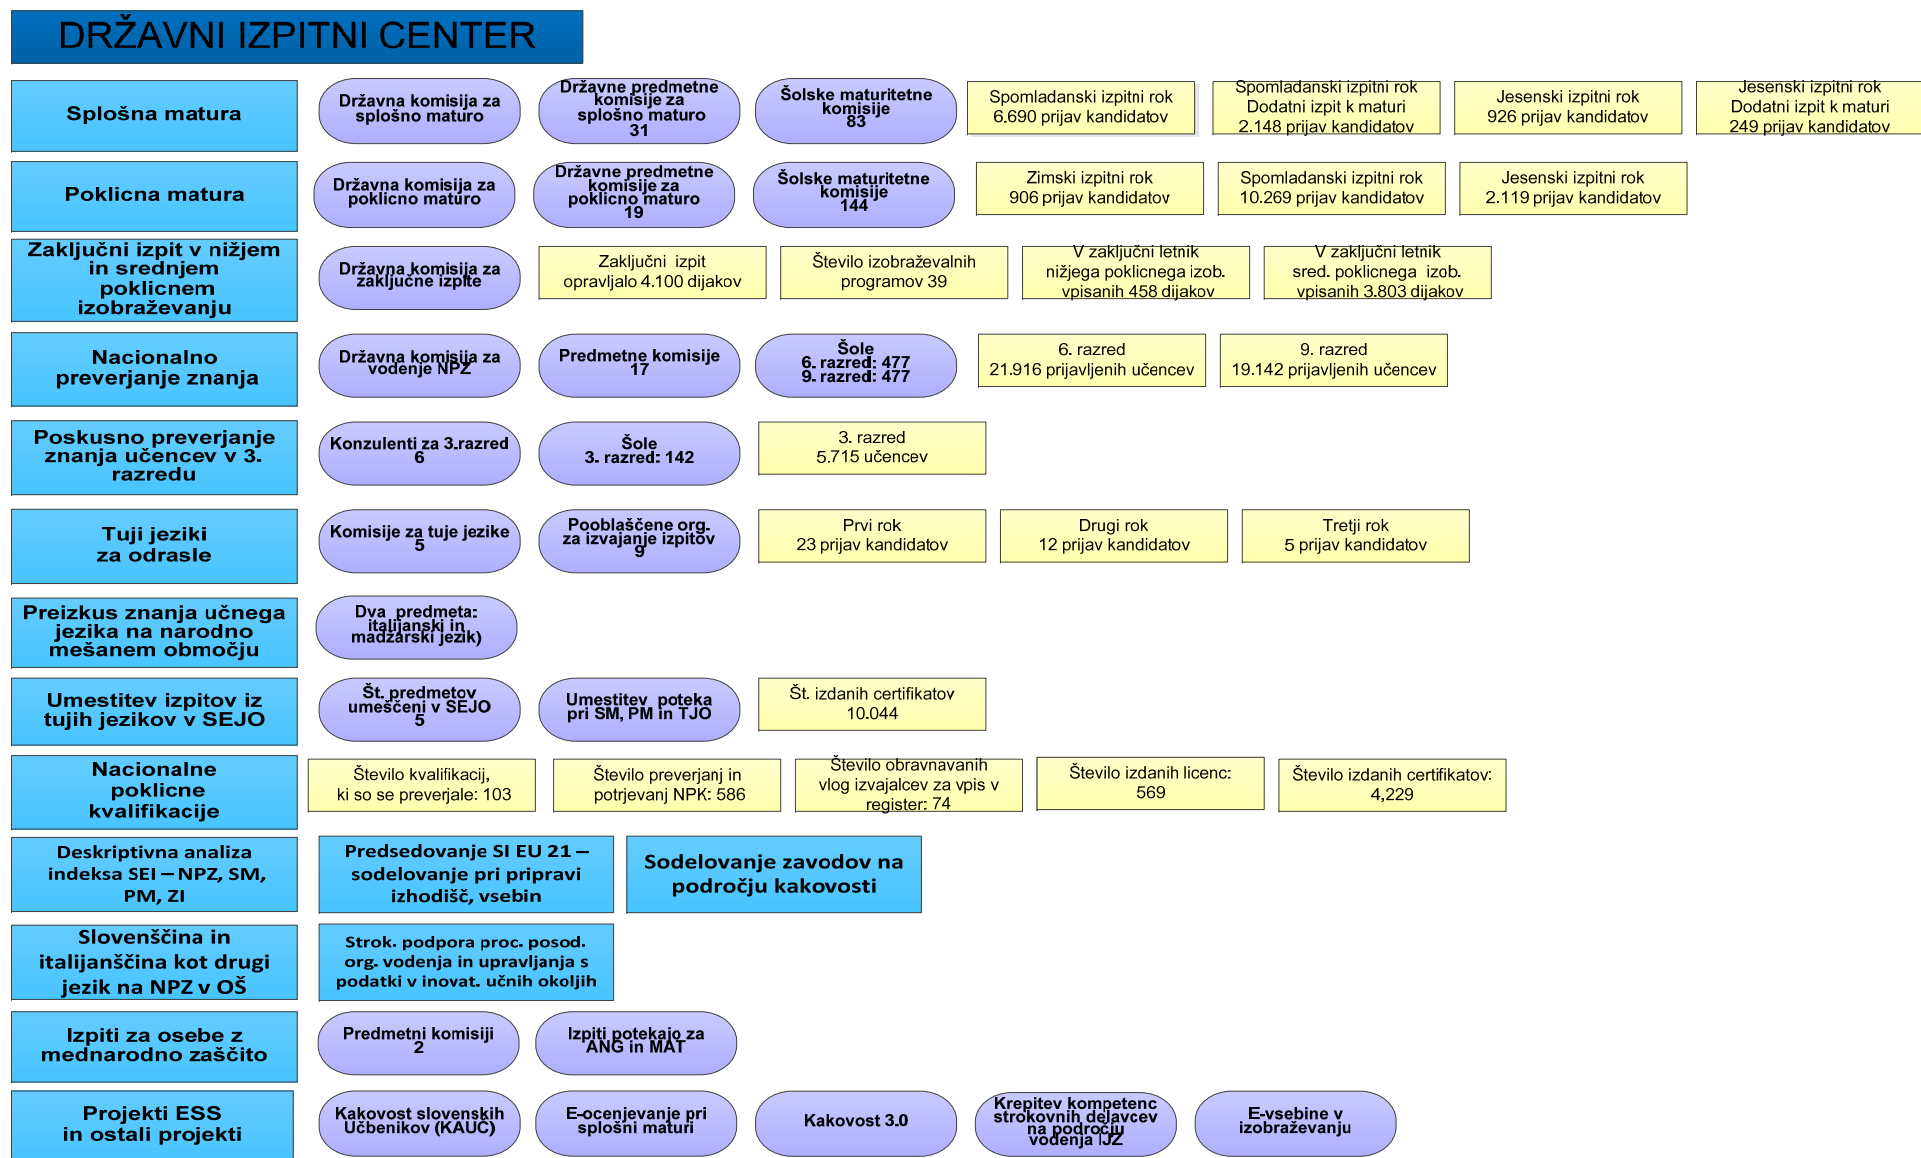 DRŽAVNI IZPITNI CENTER
Splošna matura
Državna komisija za
splošno maturo
Državne predmetne
komisije za
splošno maturo
31
Šolske maturitetne
komisije
83
Spomladanski izpitni rok
6.690 prijav kandidatov
Spomladanski izpitni rok
Dodatni izpit k maturi
2.148 prijav kandidatov
Jesenski izpitni rok
926 prijav kandidatov
Jesenski izpitni rok
Dodatni izpit k maturi
249 prijav kandidatov
Poklicna matura
Državna komisija za
poklicno maturo
Državne predmetne
komisije za
poklicno maturo
19
Šolske maturitetne
komisije
144
Zimski izpitni rok
906 prijav kandidatov
Spomladanski izpitni rok
10.269 prijav kandidatov
Jesenski izpitni rok
2.119 prijav kandidatov
Zaključni izpit v nižjem
in srednjem
poklicnem
izobraževanju
Državna komisija za
zaključne izpite
Zaključni izpit
opravljalo 4.100 dijakov
Število izobraževalnih
programov 39
V zaključni letnik
nižjega poklicnega izob.
vpisanih 458 dijakov
V zaključni letnik
sred. poklicnega izob.
vpisanih 3.803 dijakov
Nacionalno
preverjanje znanja
Državna komisija za
vodenje NPZ
Predmetne komisije
17
Šole
6. razred: 477
9. razred: 477
6. razred
21.916 prijavljenih učencev
9. razred
19.142 prijavljenih učencev
Poskusno preverjanje
znanja učencev v 3.
razredu
Konzulenti za 3.razred
6
Šole
3. razred: 142
3. razred
5.715 učencev
Tuji jeziki
za odrasle
Komisije za tuje jezike
5
Pooblaščene org.
za izvajanje izpitov
9
Prvi rok
23 prijav kandidatov
Drugi rok
12 prijav kandidatov
Tretji rok
5 prijav kandidatov
Preizkus znanja učnega
jezika na narodno
mešanem območju
Dva predmeta:
italijanski in
madžarski jezik)
Umestitev izpitov iz
tujih jezikov v SEJO
Št. predmetov
umeščeni v SEJO
5
Umestitev poteka
pri SM, PM in TJO
Št. izdanih certifikatov
10.044
Nacionalne
poklicne
kvalifikacije
Število kvalifikacij,
ki so se preverjale: 103
Število preverjanj in
potrjevanj NPK: 586
Število obravnavanih
vlog izvajalcev za vpis v
register: 74
Število izdanih licenc:
569
Število izdanih certifikatov:
4,229
Deskriptivna analiza
indeksa SEI – NPZ, SM,
PM, ZI
Predsedovanje SI EU 21 –
sodelovanje pri pripravi
izhodišč, vsebin
Sodelovanje zavodov na
področju kakovosti
Slovenščina in
italijanščina kot drugi
jezik na NPZ v OŠ
Strok. podpora proc. posod.
org. vodenja in upravljanja s
podatki v inovat. učnih okoljih
Izpiti za osebe z
mednarodno zaščito
Predmetni komisiji
2
Izpiti potekajo za
ANG in MAT
Projekti ESS
in ostali projekti
Kakovost slovenskih
Učbenikov (KAUČ)
E-ocenjevanje pri
splošni maturi
Kakovost 3.0
Krepitev kompetenc
strokovnih delavcev
na področju
vodenja IJZ
E-vsebine v
izobraževanju